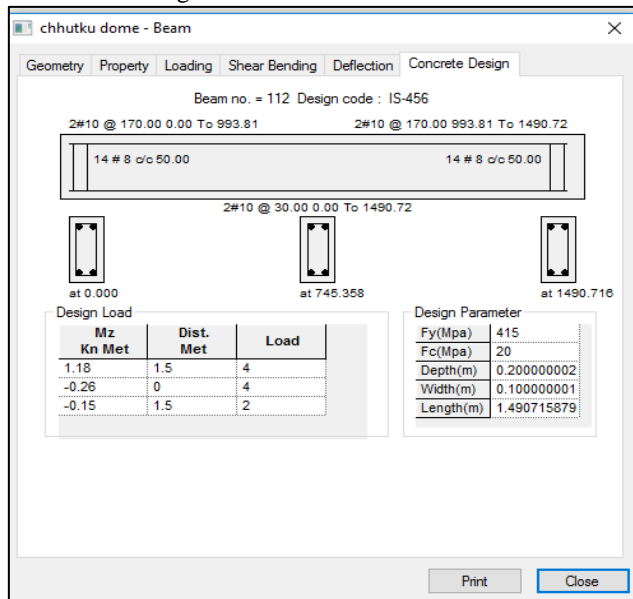 chhutku dome - Beam
Geometry Property Loading Shear Bending Deflection Concrete Design
Beam no. = 112 Design code : IS-456
2#10 @ 170.00 0.00 To 993.81 2#10 @ 170.00 993.81 To 1490.72
14 # 8 c/c 50.00 14 # 8 c/c 50.00
2#10 @ 30.00 0.00 To 1490.72
at 0.000 at 745.358 at 1490.716
Design Load Design Parameter
Mz Dist. Load
Kn Met Met
1.18 1.5 4
-0.26 0 4
-0.15 1.5 2
Fy(Mpa) 415
Fc(Mpa) 20
Depth(m) 0.200000002
Width(m) 0.100000001
Length(m) 1.490715879
Print Close